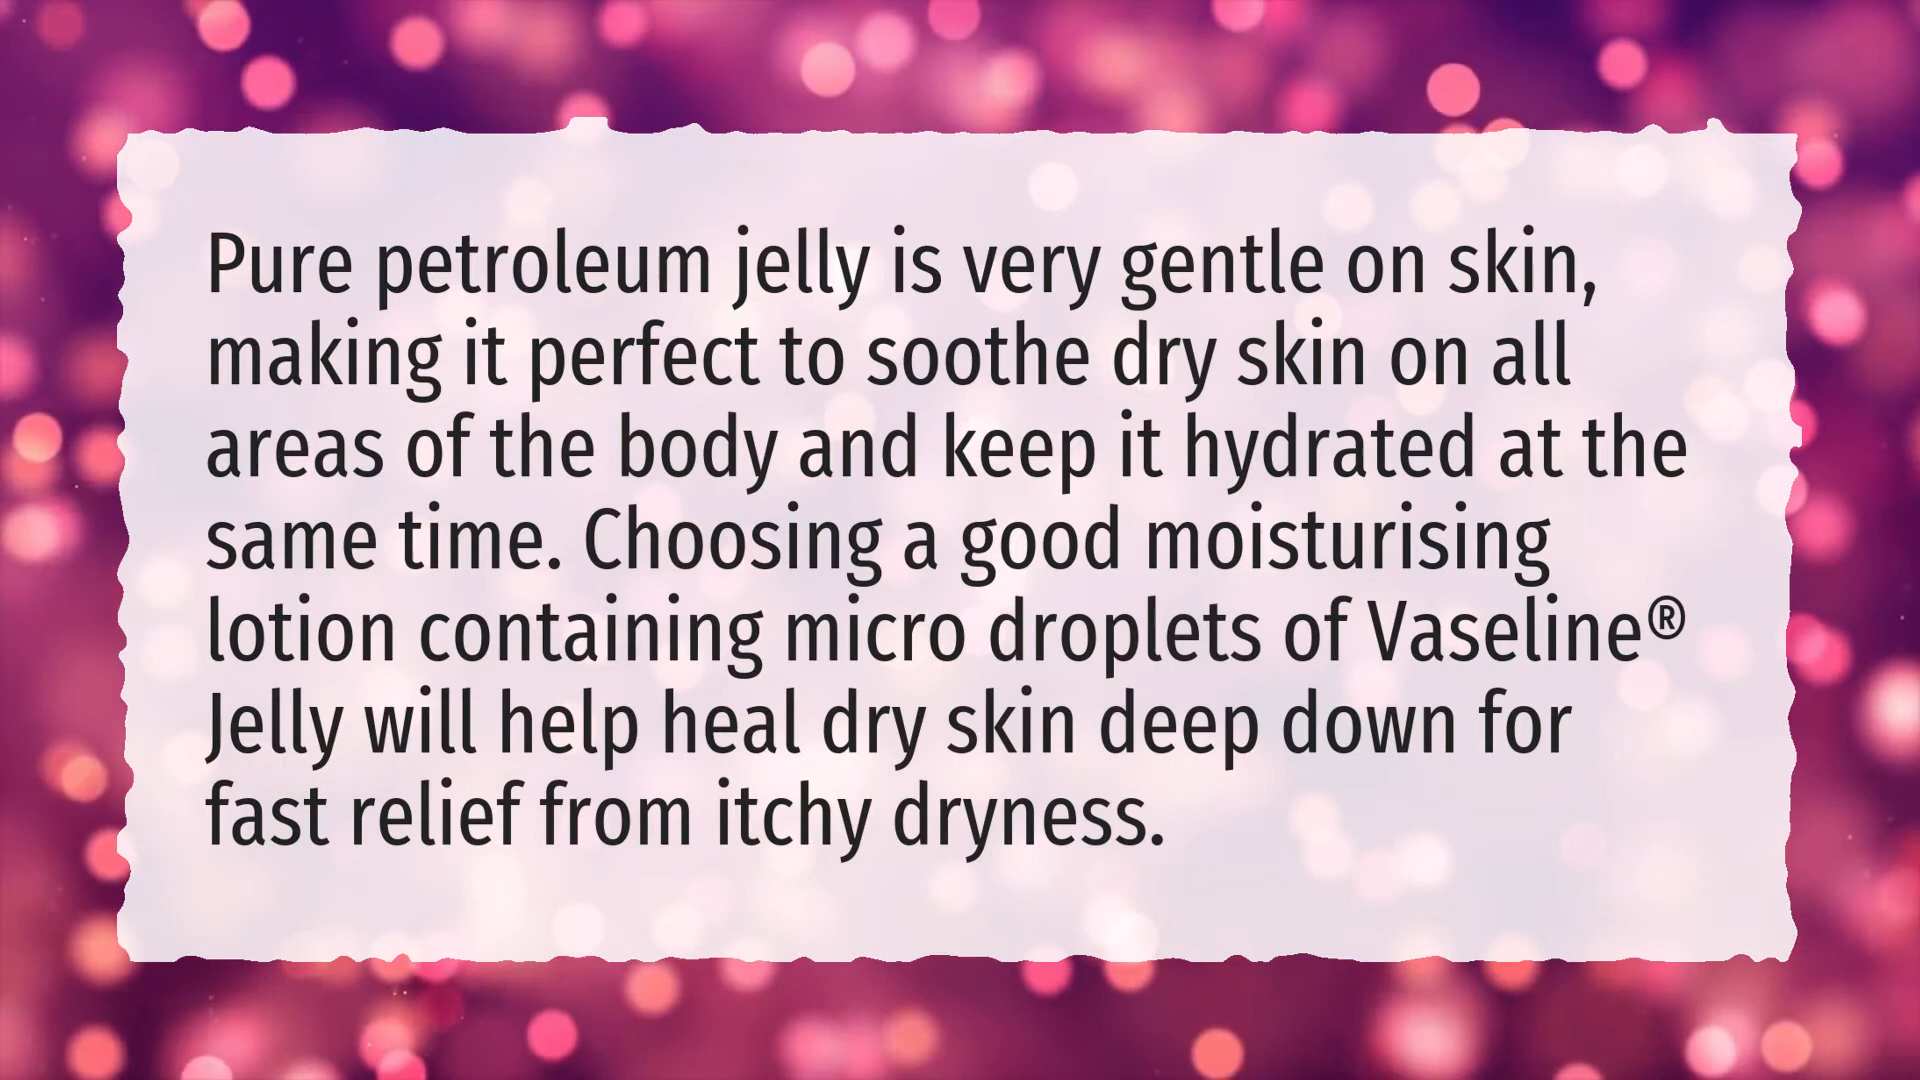 Pure petroleum jelly is very gentle on skin,
making it perfect to soothe dry skin on all
areas of the body and keep it hydrated at the
same time. Choosing a good moisturising
lotion containing micro droplets of Vaseline®
Jelly will help heal dry skin deep down for
fast relief from itchy dryness.